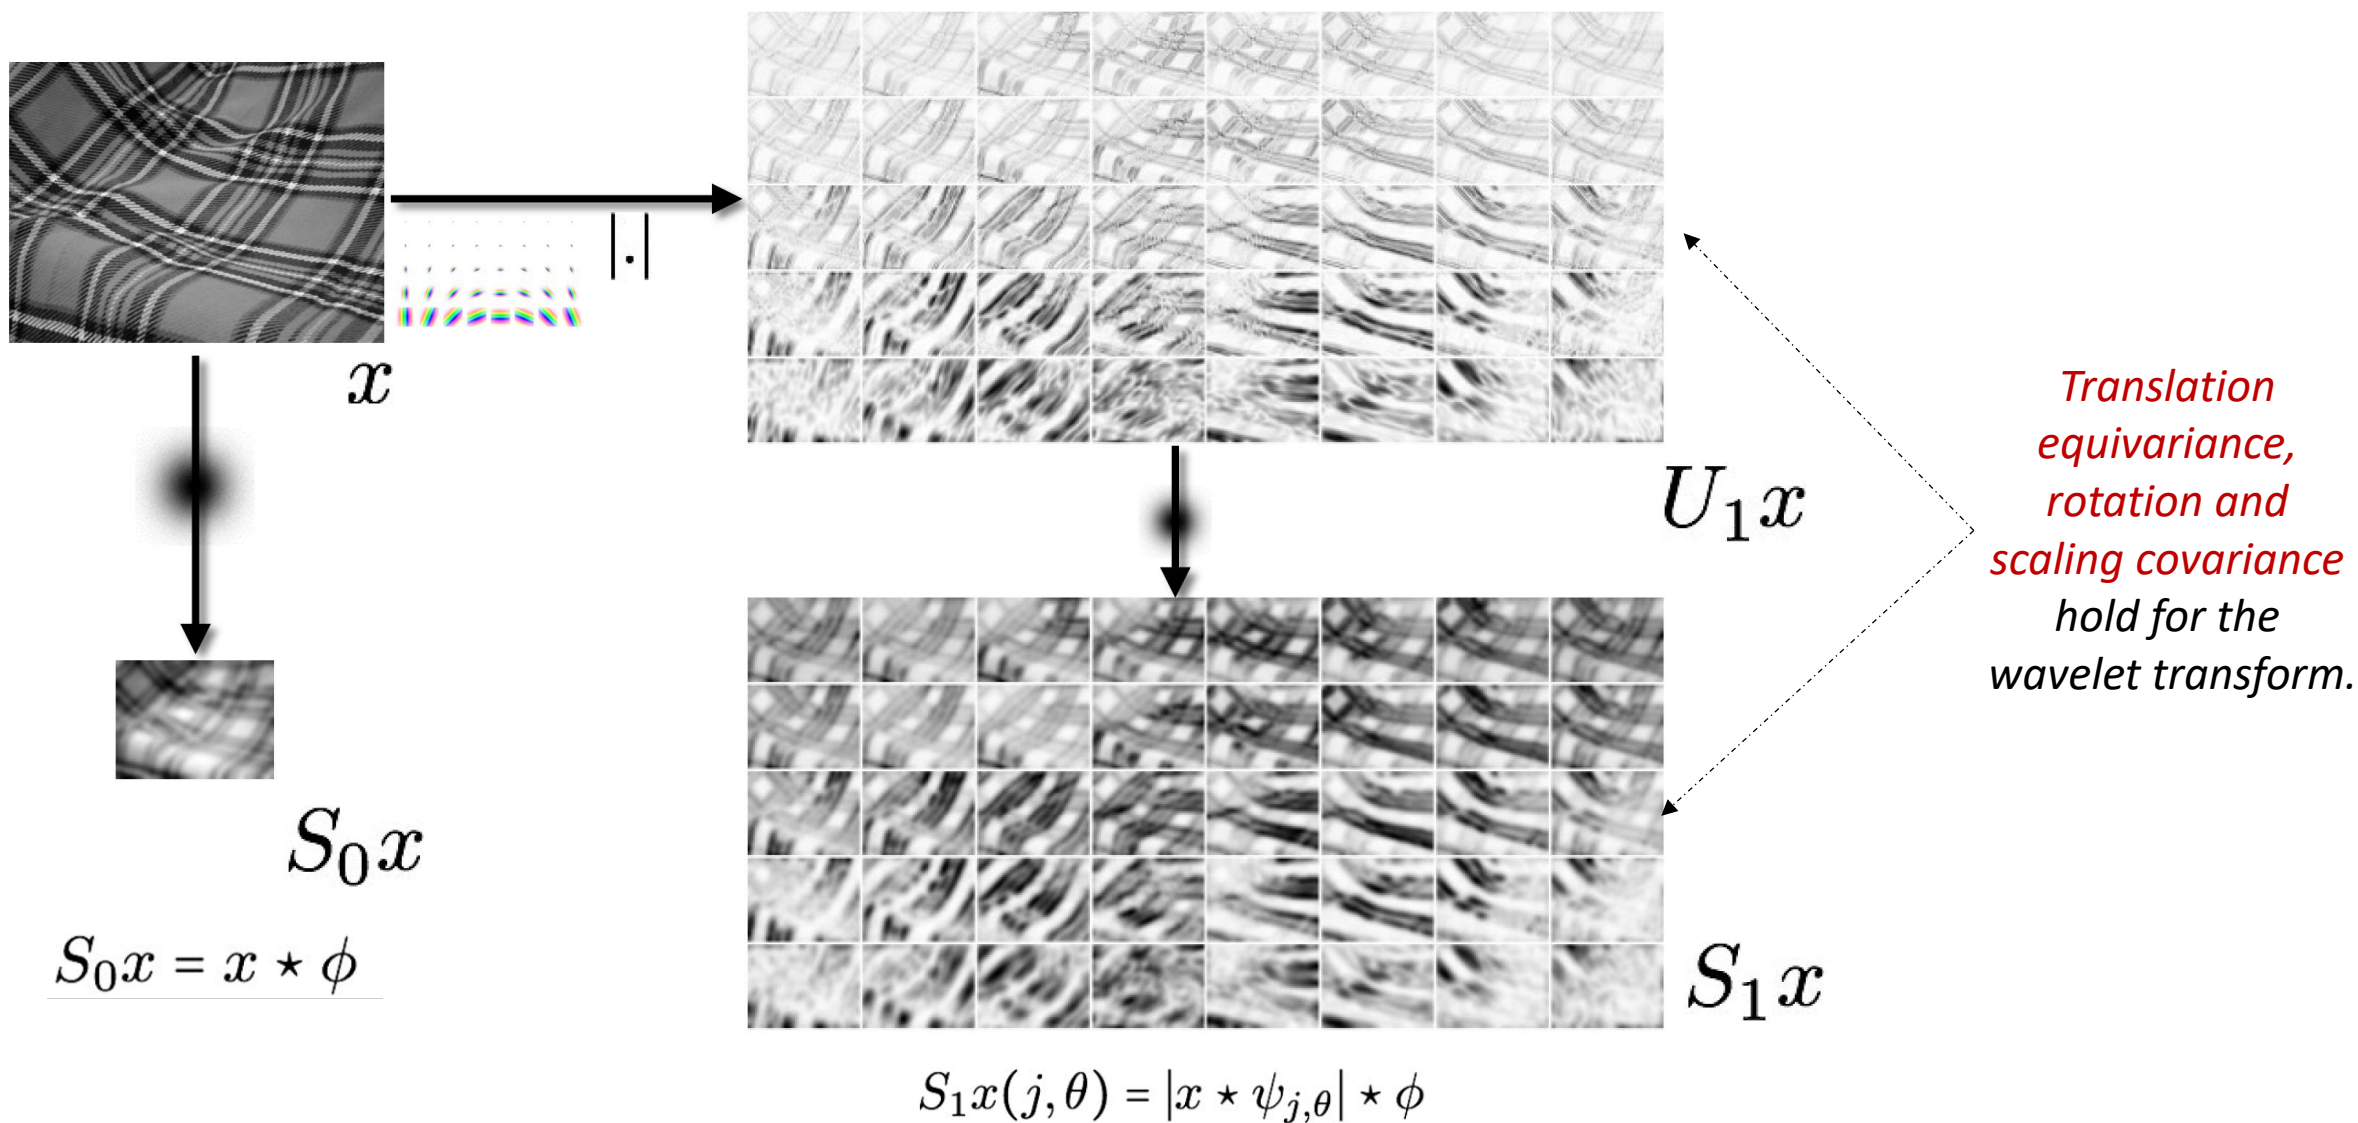 |.|
x
U₁x
Translation
equivariance,
rotation and
scaling covariance
hold for the
wavelet transform.
S₀x
S₀x = x ⋆ ϕ
S₁x
S₁x(j, θ) = |x ⋆ ψ_{j,θ}| ⋆ ϕ